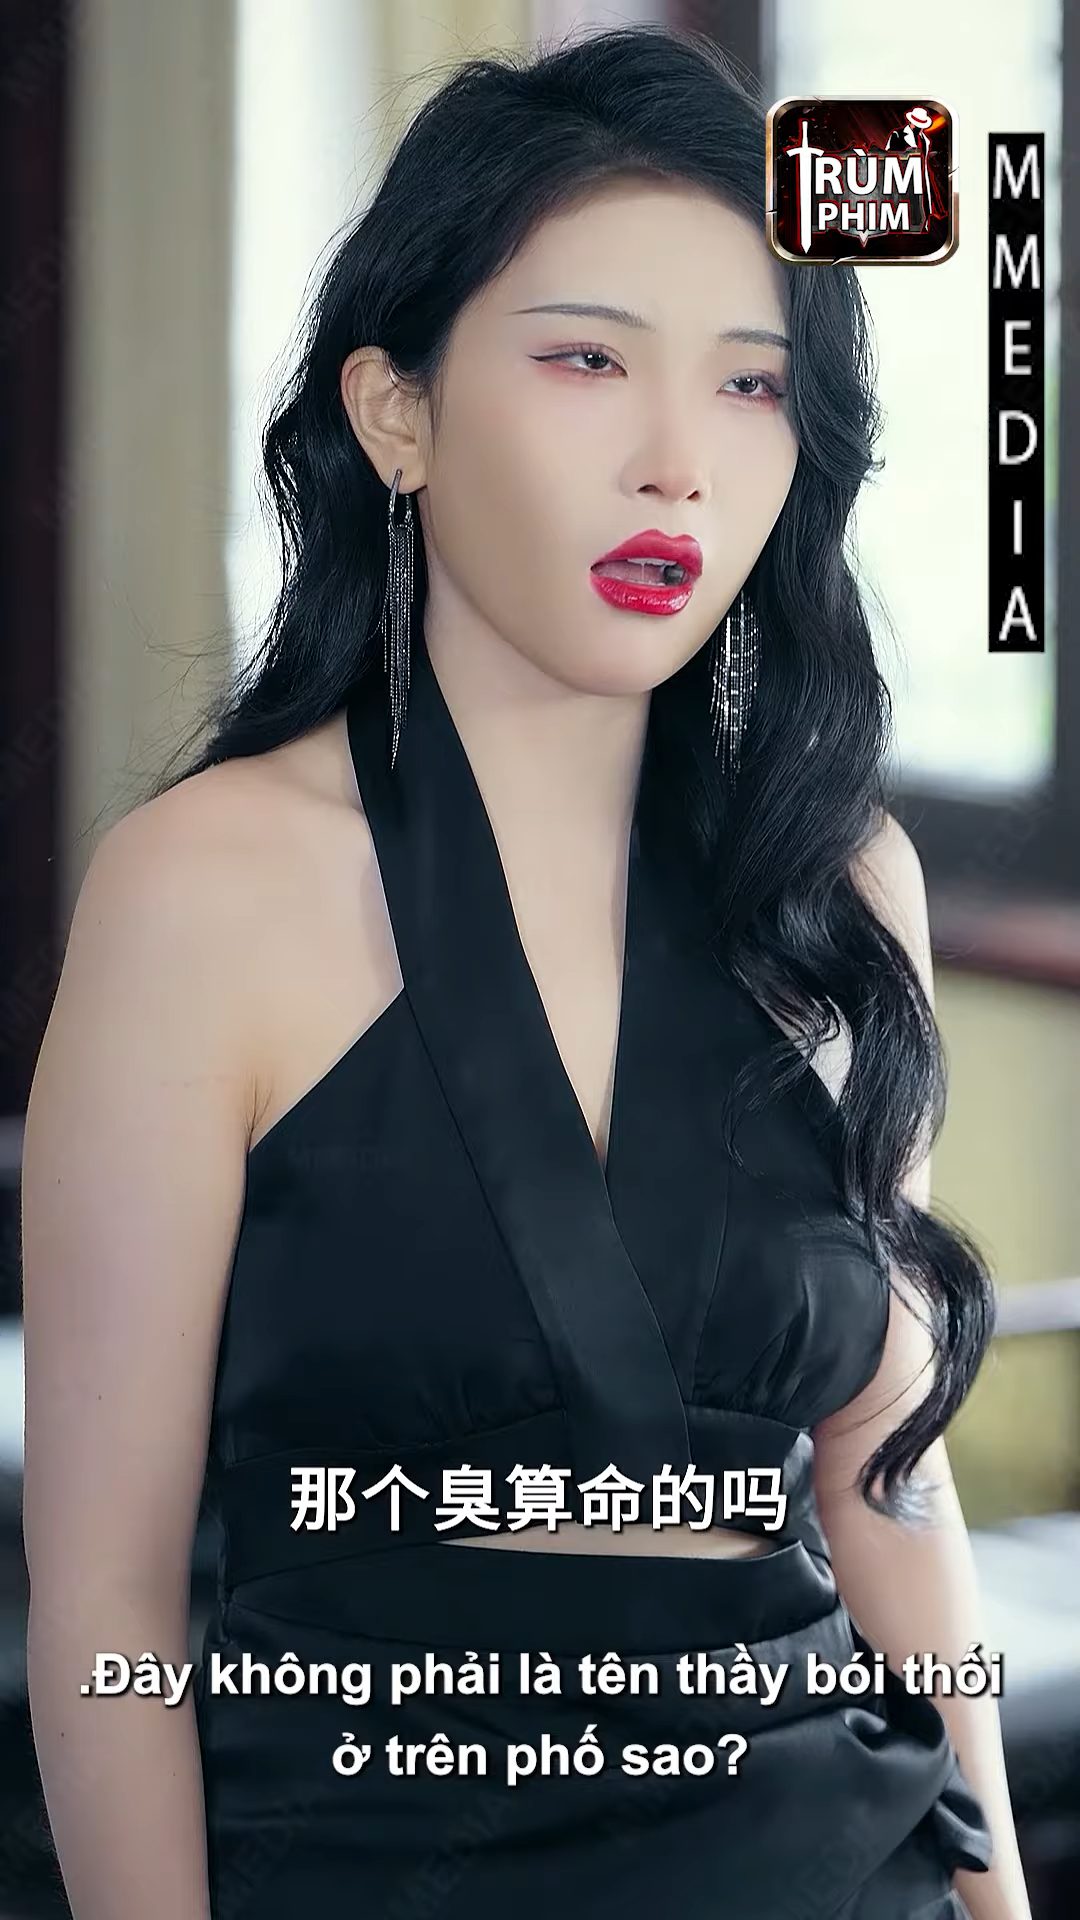 TRÙM
PHIM
MMEDIA
那个臭算命的吗
.Đây không phải là tên thầy bói thối
ở trên phố sao?